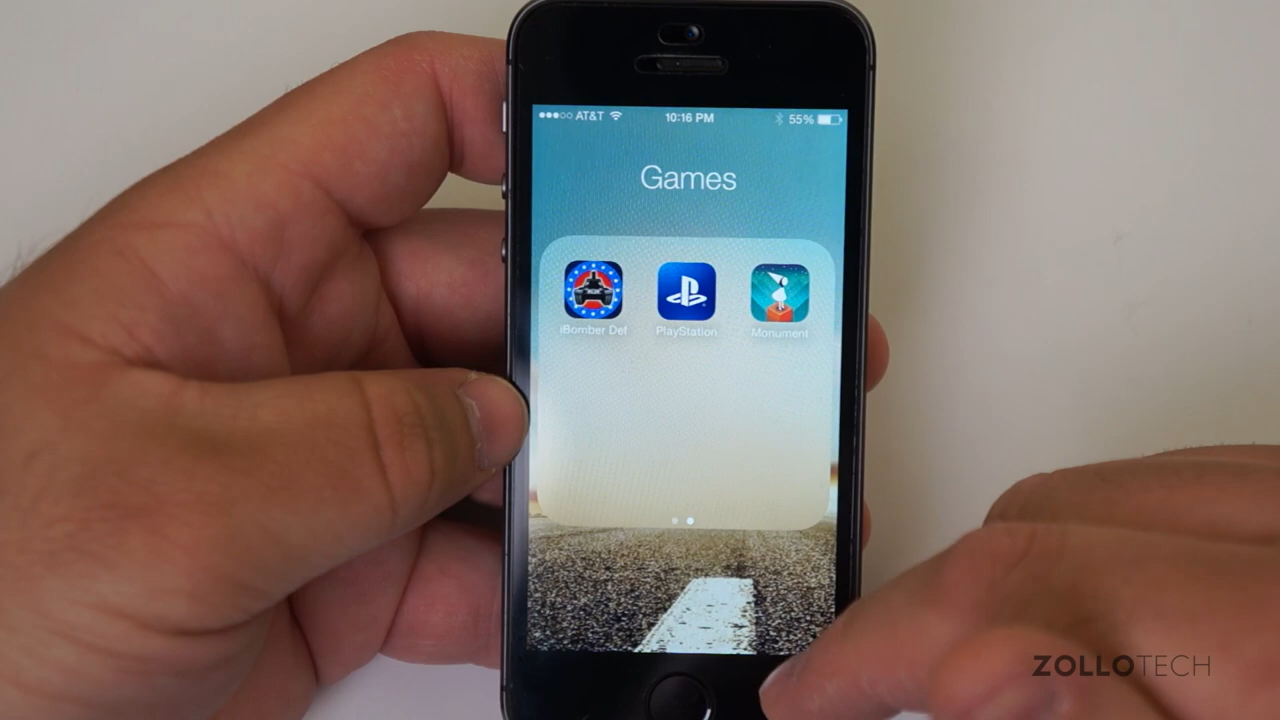 AT&T 10:16 PM 55%
Games
iBomber Def PlayStation Monument
ZOLLOTECH